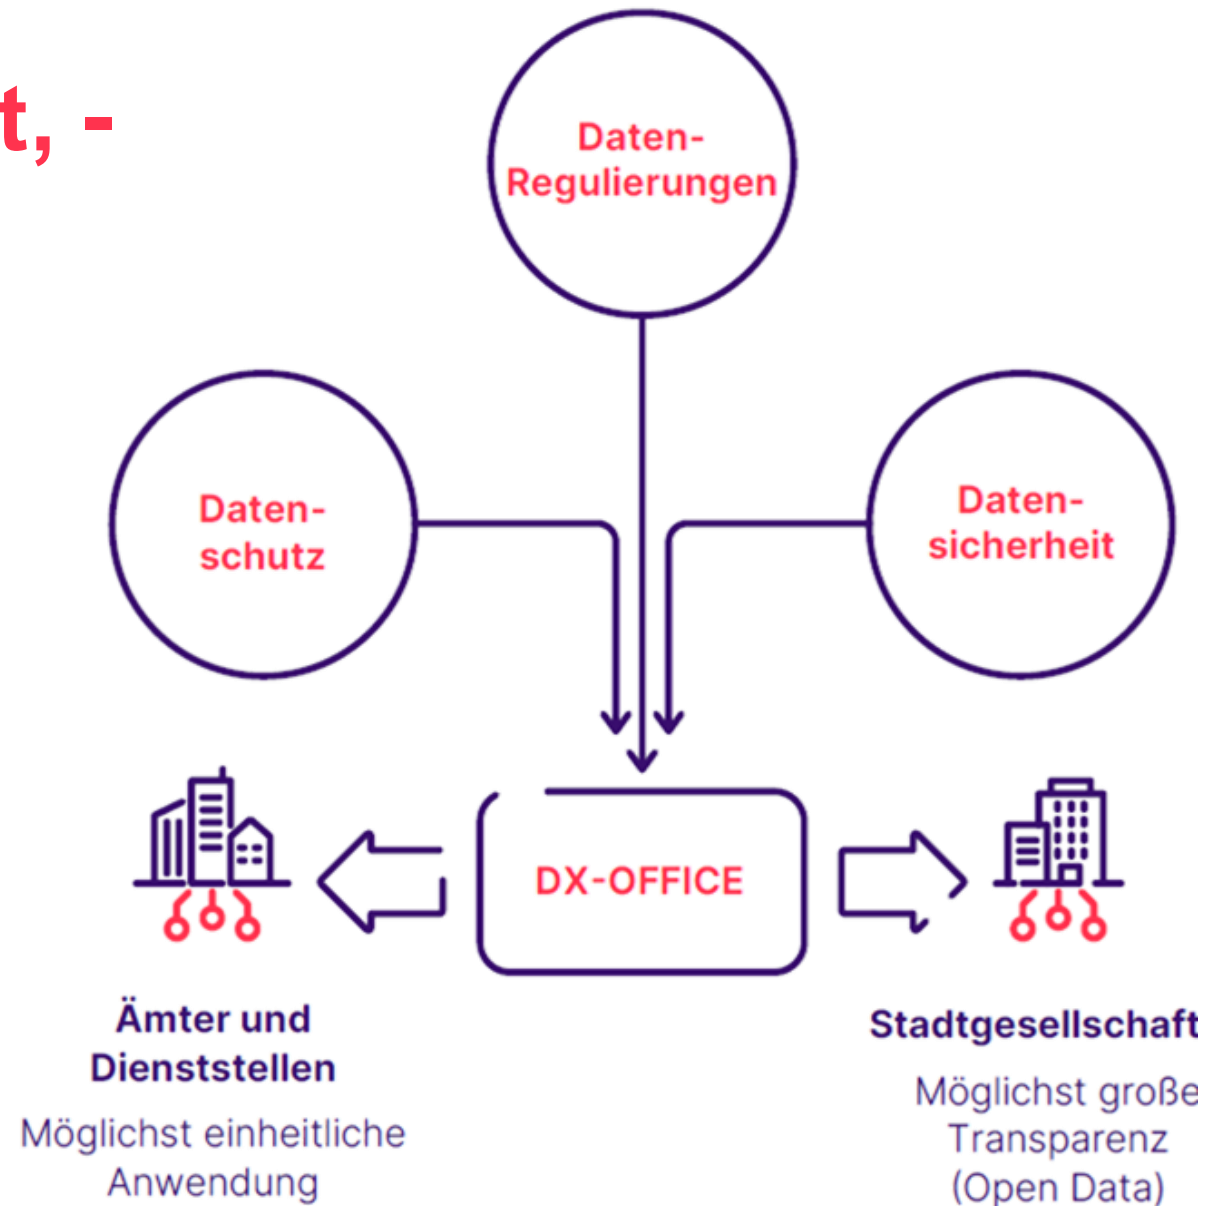 t, -
Daten-
Regulierungen
Daten-
schutz
Daten-
sicherheit
DX-OFFICE
Ämter und
Dienststellen
Möglichst einheitliche
Anwendung
Stadtgesellschaft
Möglichst große
Transparenz
(Open Data)